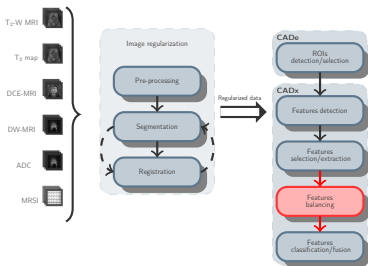 T₂-W MRI
T₂ map
DCE-MRI
DW-MRI
ADC
MRSI
Image regularization
Pre-processing
Segmentation
Registration
Regularized data
CADe
ROIs
detection/selection
CADx
Features detection
Features
selection/extraction
Features
balancing
Features
classification/fusion